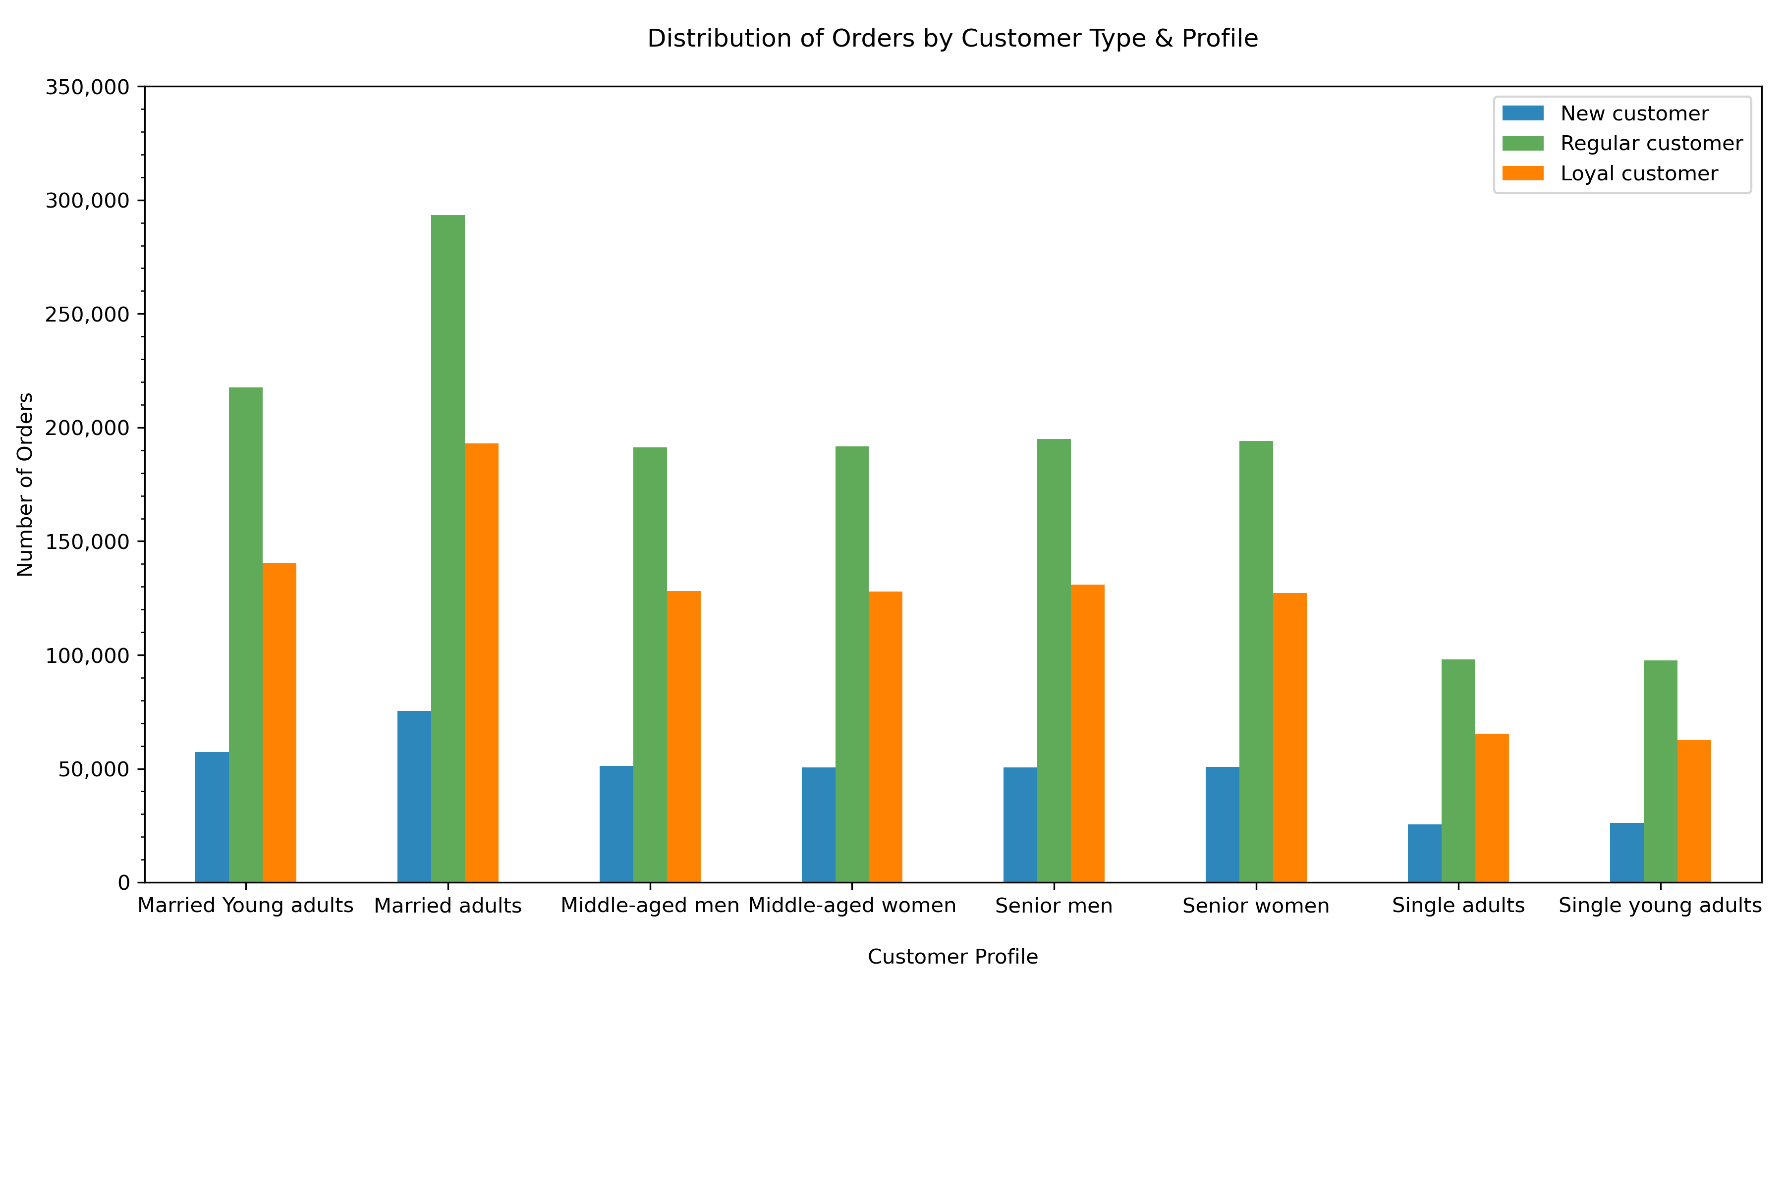 Distribution of Orders by Customer Type & Profile
350,000
300,000
250,000
200,000
150,000
100,000
50,000
0
Number of Orders
New customer
Regular customer
Loyal customer
Married Young adults
Married adults
Middle-aged men
Middle-aged women
Senior men
Senior women
Single adults
Single young adults
Customer Profile